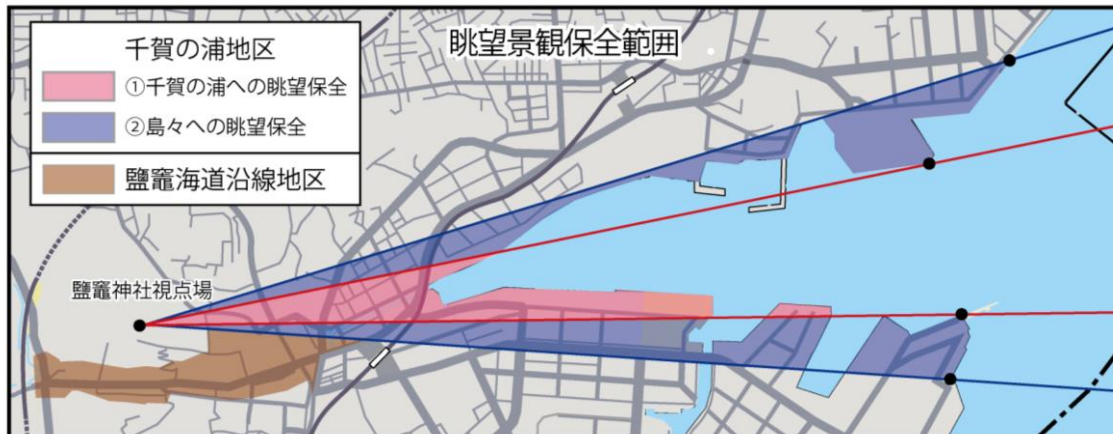 眺望景観保全範囲
千賀の浦地区
①千賀の浦への眺望保全
②島々への眺望保全
鹽竈海道沿線地区
鹽竈神社視点場